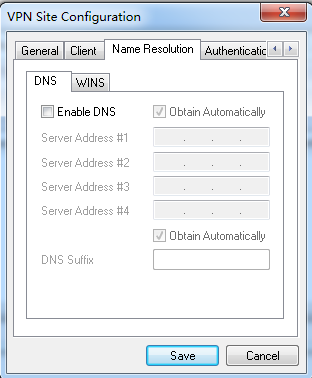 VPN Site Configuration
General Client Name Resolution Authenticatio
DNS WINS
Enable DNS Obtain Automatically
Server Address #1 . . .
Server Address #2 . . .
Server Address #3 . . .
Server Address #4 . . .
Obtain Automatically
DNS Suffix
Save Cancel